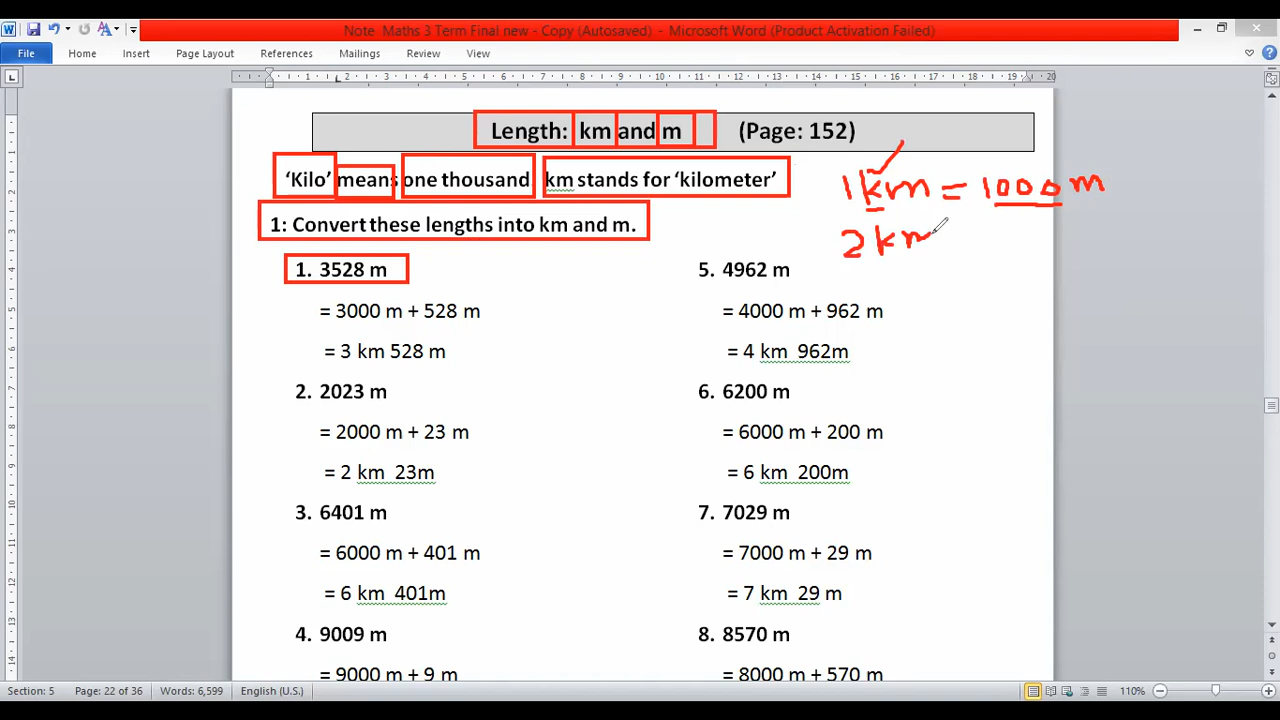 Note Maths 3 Term Final new - Copy (Autosaved) - Microsoft Word (Product Activation Failed)
File Home Insert Page Layout References Mailings Review View
Length: km and m (Page: 152)
‘Kilo’ means one thousand km stands for ‘kilometer’
1km = 1000 m
2 km
1: Convert these lengths into km and m.
1. 3528 m
= 3000 m + 528 m
= 3 km 528 m
2. 2023 m
= 2000 m + 23 m
= 2 km 23m
3. 6401 m
= 6000 m + 401 m
= 6 km 401m
4. 9009 m
= 9000 m + 9 m
5. 4962 m
= 4000 m + 962 m
= 4 km 962m
6. 6200 m
= 6000 m + 200 m
= 6 km 200m
7. 7029 m
= 7000 m + 29 m
= 7 km 29 m
8. 8570 m
= 8000 m + 570 m
Section: 5 Page: 22 of 36 Words: 6,599 English (U.S.) 110%